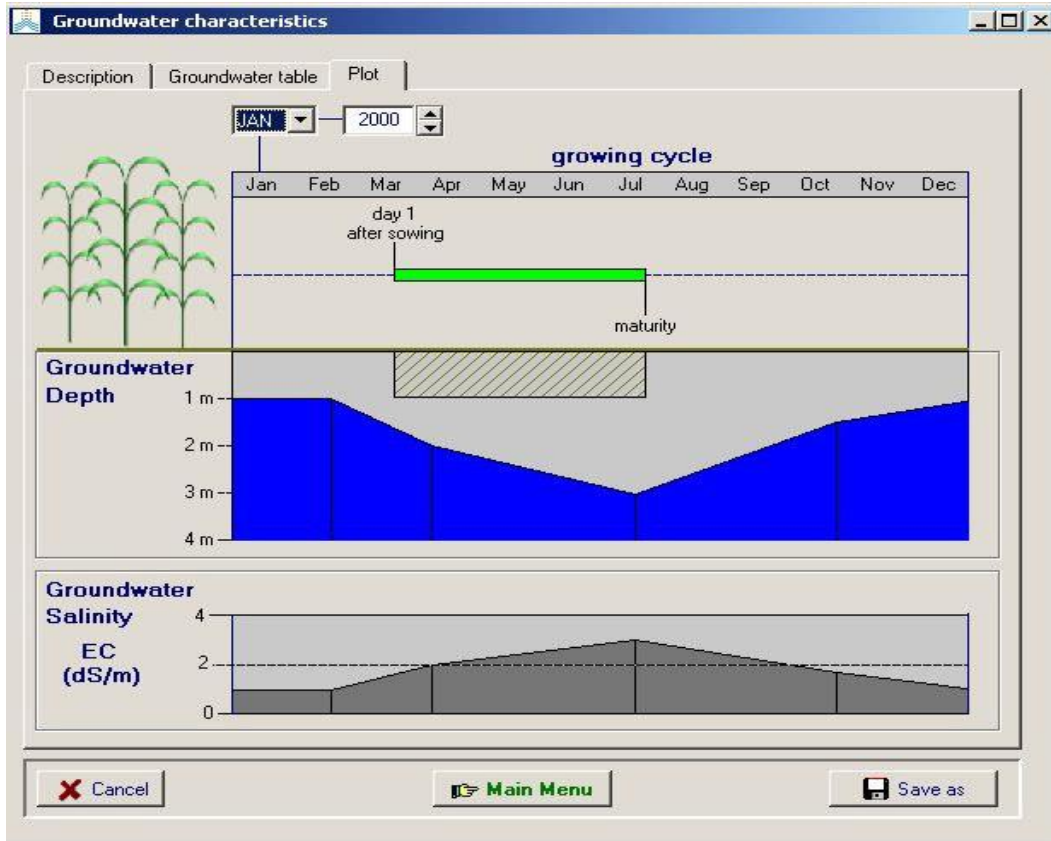 Groundwater characteristics
Description
Groundwater table
Plot
JAN
2000
growing cycle
Jan Feb Mar Apr May Jun Jul Aug Sep Oct Nov Dec
day 1
after sowing
maturity
Groundwater
Depth
1 m
2 m
3 m
4 m
Groundwater
Salinity
EC
(dS/m)
4
2
0
Cancel
Main Menu
Save as